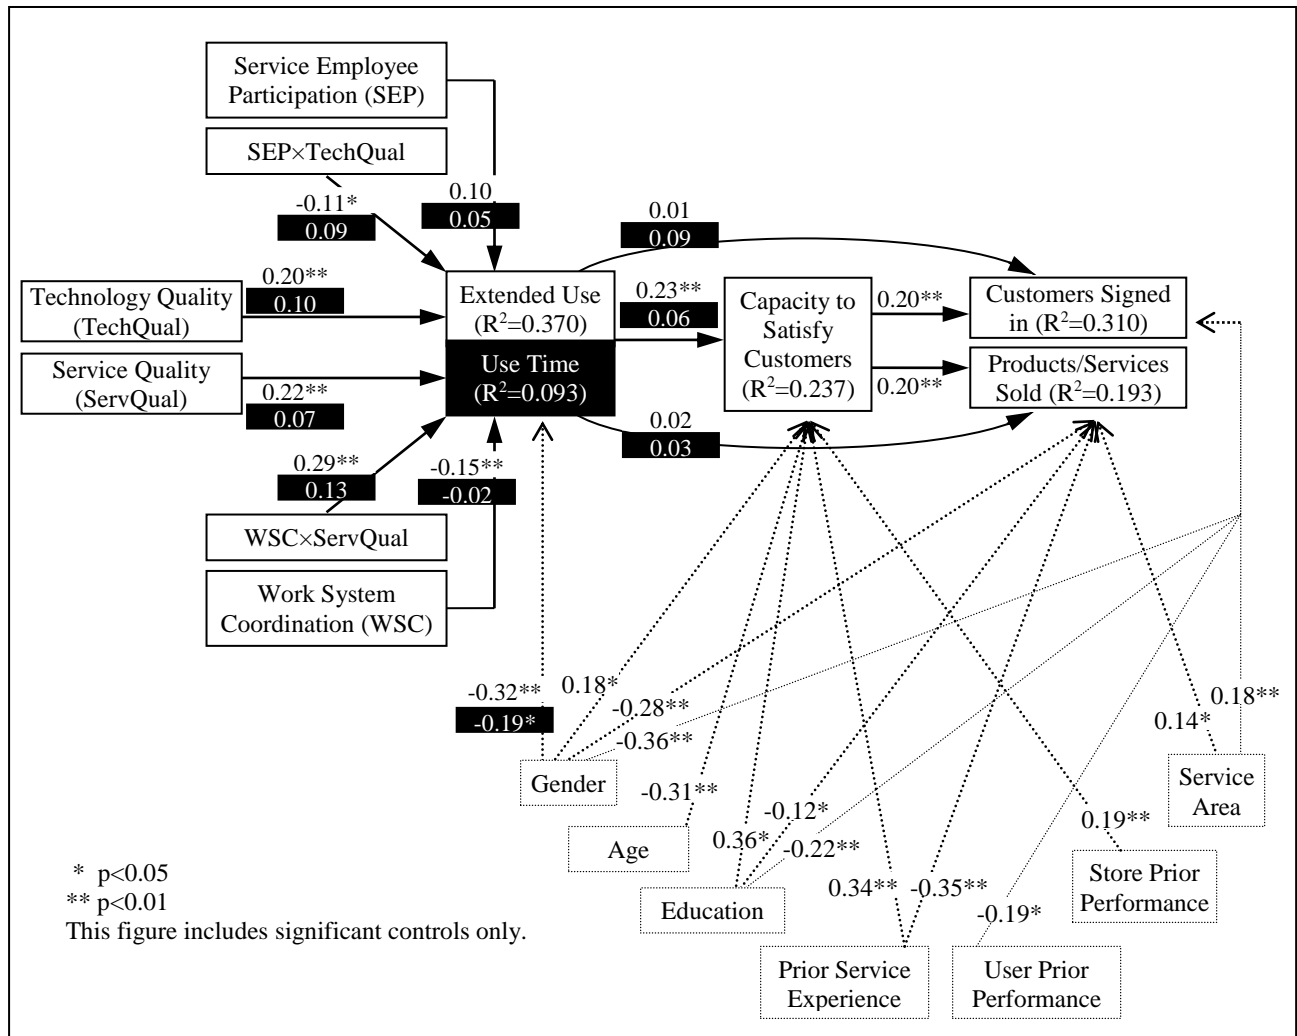 Service Employee
Participation (SEP)
SEP×TechQual
-0.11*
0.09
0.10
0.05
0.01
0.09
Technology Quality
(TechQual)
0.20**
0.10
Extended Use
(R²=0.370)
0.23**
0.06
Capacity to
Satisfy
Customers
(R²=0.237)
0.20**
Customers Signed
in (R²=0.310)
Service Quality
(ServQual)
0.22**
0.07
Use Time
(R²=0.093)
0.20**
Products/Services
Sold (R²=0.193)
0.02
0.03
0.29**
0.13
-0.15**
-0.02
WSC×ServQual
Work System
Coordination (WSC)
-0.32**
-0.19*
0.18*
-0.28**
-0.36**
0.18**
0.14*
Gender
Service
Area
-0.31**
-0.12*
0.36*
-0.22**
0.19**
Age
* p<0.05
** p<0.01
This figure includes significant controls only.
Education
0.34**
-0.35**
-0.19*
Store Prior
Performance
Prior Service
Experience
User Prior
Performance